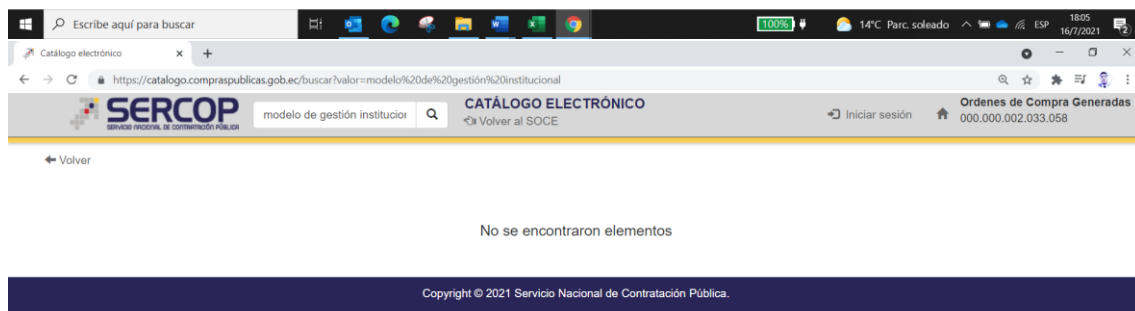 Escribe aquí para buscar
100%
14°C Parc. soleado
ESP
18:05
16/7/2021
2
Catálogo electrónico
https://catalogo.compraspublicas.gob.ec/buscar?valor=modelo%20de%20gestión%20institucional
SERCOP
SERVICIO NACIONAL DE CONTRATACIÓN PÚBLICA
modelo de gestión institucior
CATÁLOGO ELECTRÓNICO
Volver al SOCE
Iniciar sesión
Ordenes de Compra Generadas
000.000.002.033.058
Volver
No se encontraron elementos
Copyright © 2021 Servicio Nacional de Contratación Pública.